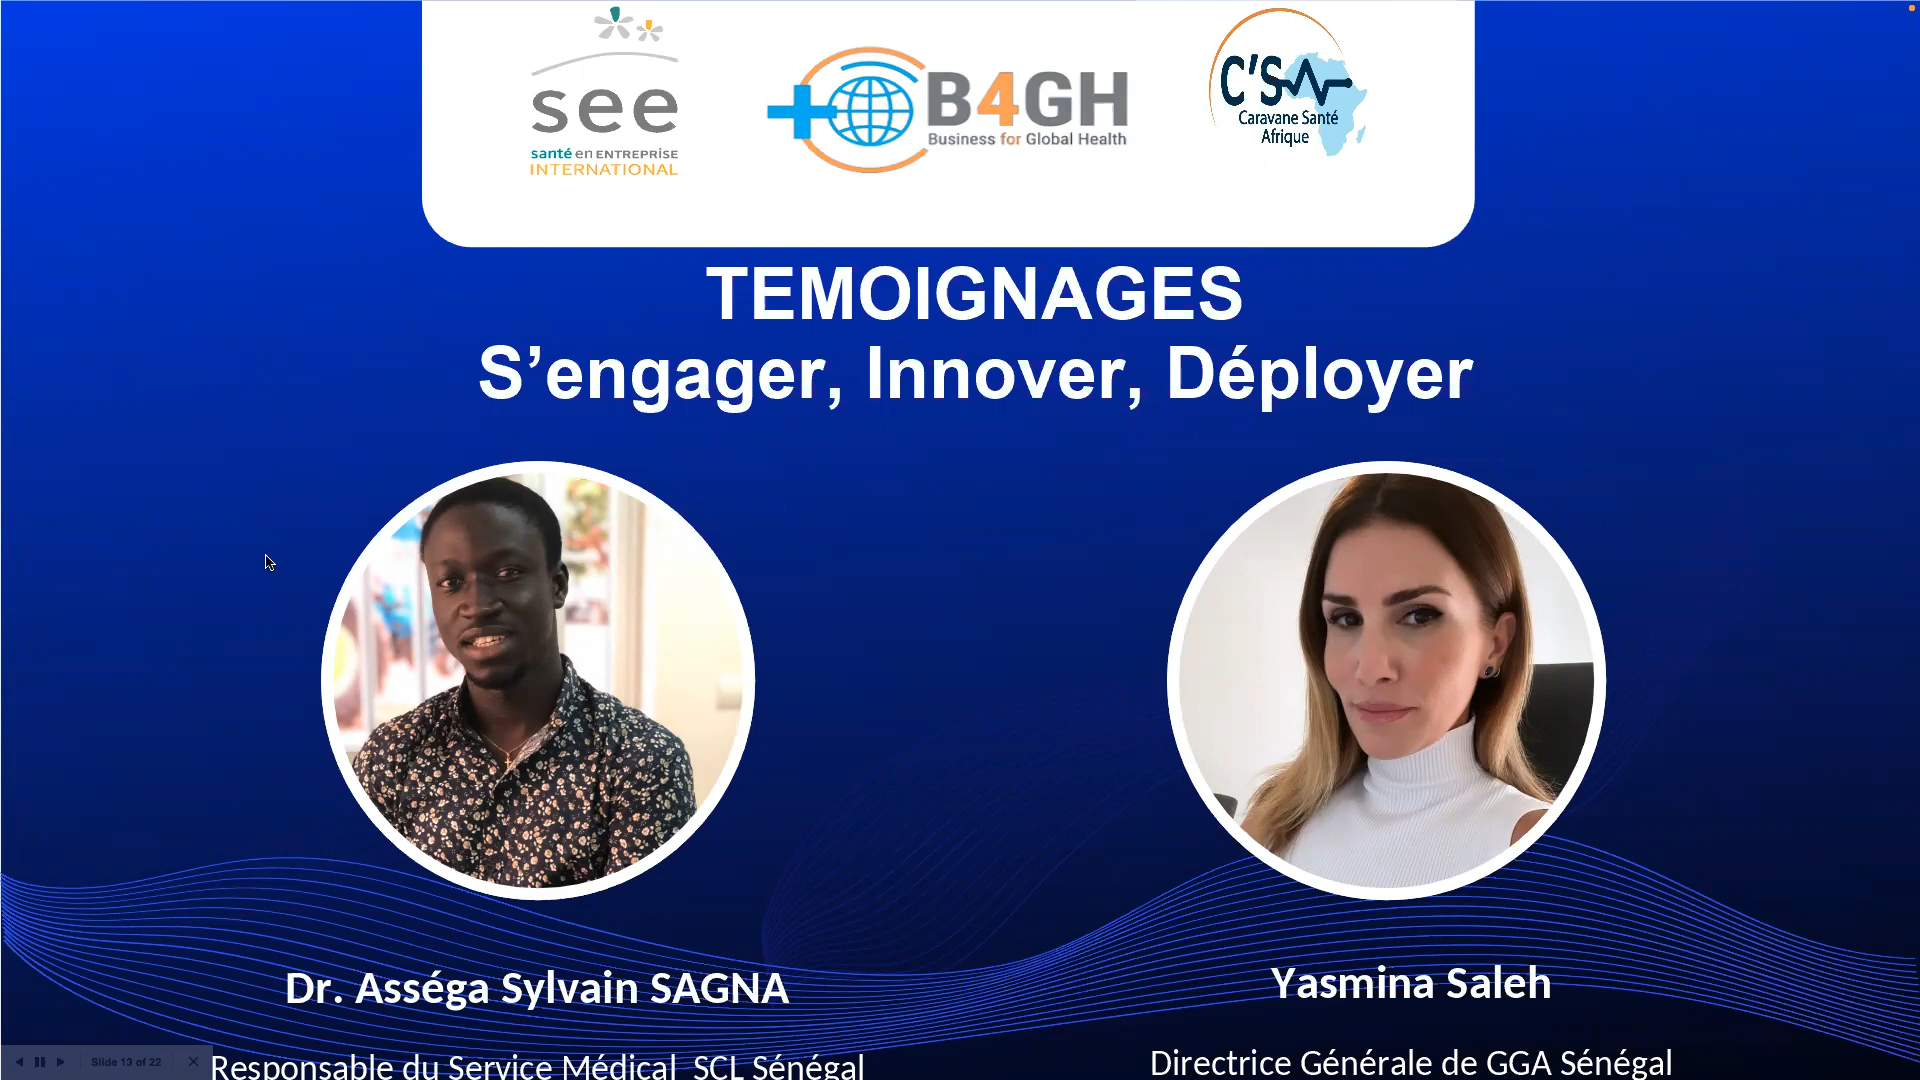 see
santé en ENTREPRISE
INTERNATIONAL
B4GH
Business for Global Health
C'SA
Caravane Santé
Afrique
TEMOIGNAGES
S’engager, Innover, Déployer
Dr. Asséga Sylvain SAGNA
Yasmina Saleh
Responsable du Service Médical SCL Sénégal
Directrice Générale de GGA Sénégal
Slide 13 of 22